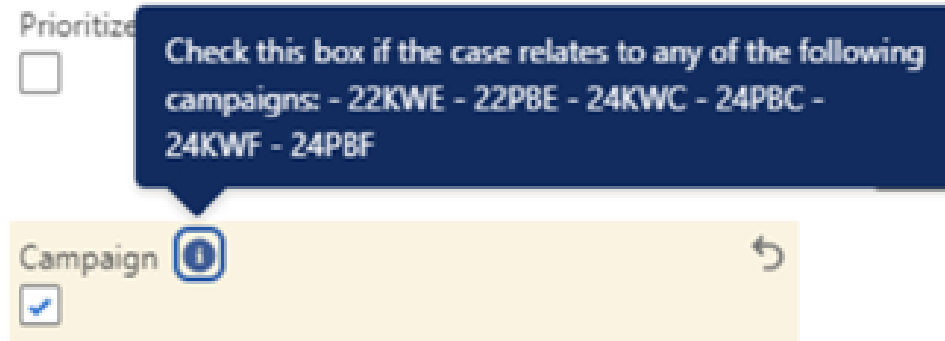 Prioritize
Check this box if the case relates to any of the following
campaigns: - 22KWE - 22PBE - 24KWC - 24PBC -
24KWF - 24PBF
Campaign